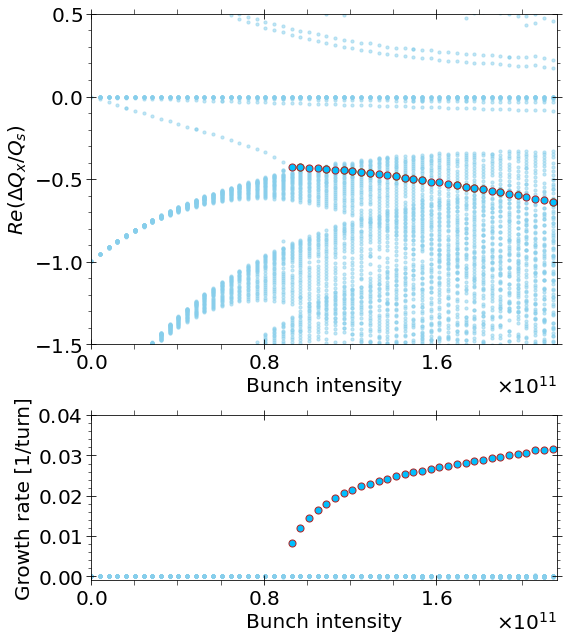 0.5
0.0
−0.5
−1.0
−1.5
Re(ΔQx/Qs)
0.0 0.8 1.6
Bunch intensity ×10¹¹
0.04
0.03
0.02
0.01
0.00
Growth rate [1/turn]
0.0 0.8 1.6
Bunch intensity ×10¹¹